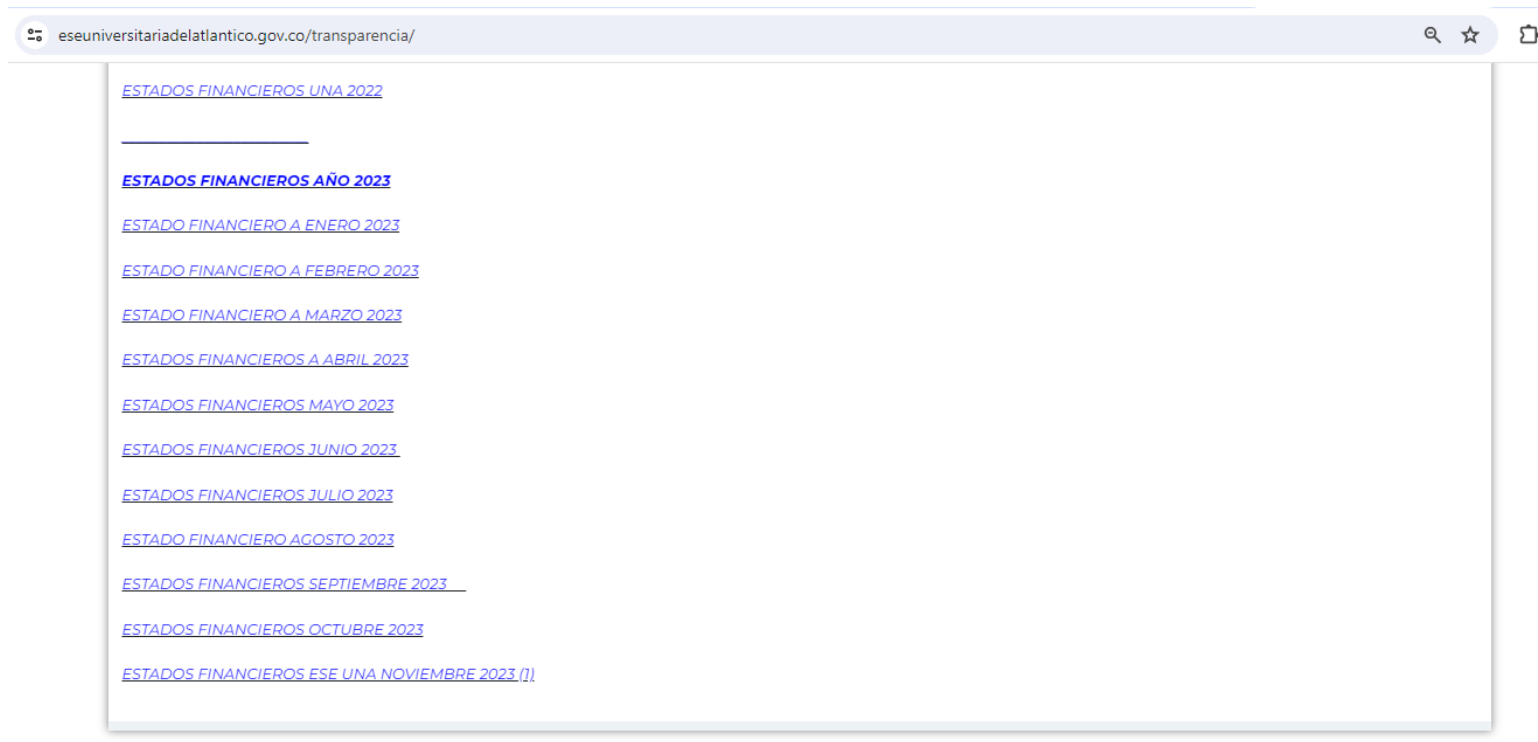 eseuniversitariadelatlantico.gov.co/transparencia/
ESTADOS FINANCIEROS UNA 2022
ESTADOS FINANCIEROS AÑO 2023
ESTADO FINANCIERO A ENERO 2023
ESTADO FINANCIERO A FEBRERO 2023
ESTADO FINANCIERO A MARZO 2023
ESTADOS FINANCIEROS A ABRIL 2023
ESTADOS FINANCIEROS MAYO 2023
ESTADOS FINANCIEROS JUNIO 2023
ESTADOS FINANCIEROS JULIO 2023
ESTADO FINANCIERO AGOSTO 2023
ESTADOS FINANCIEROS SEPTIEMBRE 2023
ESTADOS FINANCIEROS OCTUBRE 2023
ESTADOS FINANCIEROS ESE UNA NOVIEMBRE 2023 (1)